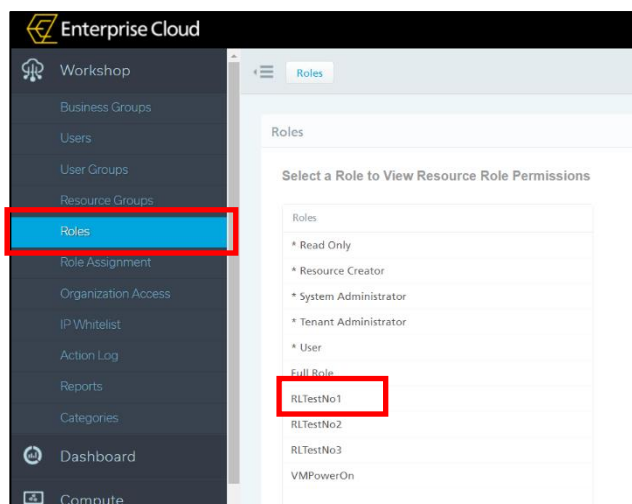 Enterprise Cloud
Workshop
Business Groups
Users
User Groups
Resource Groups
Roles
Role Assignment
Organization Access
IP Whitelist
Action Log
Reports
Categories
Dashboard
Compute
Roles
Roles
Select a Role to View Resource Role Permissions
Roles
* Read Only
* Resource Creator
* System Administrator
* Tenant Administrator
* User
Full Role
RLTestNo1
RLTestNo2
RLTestNo3
VMPowerOn